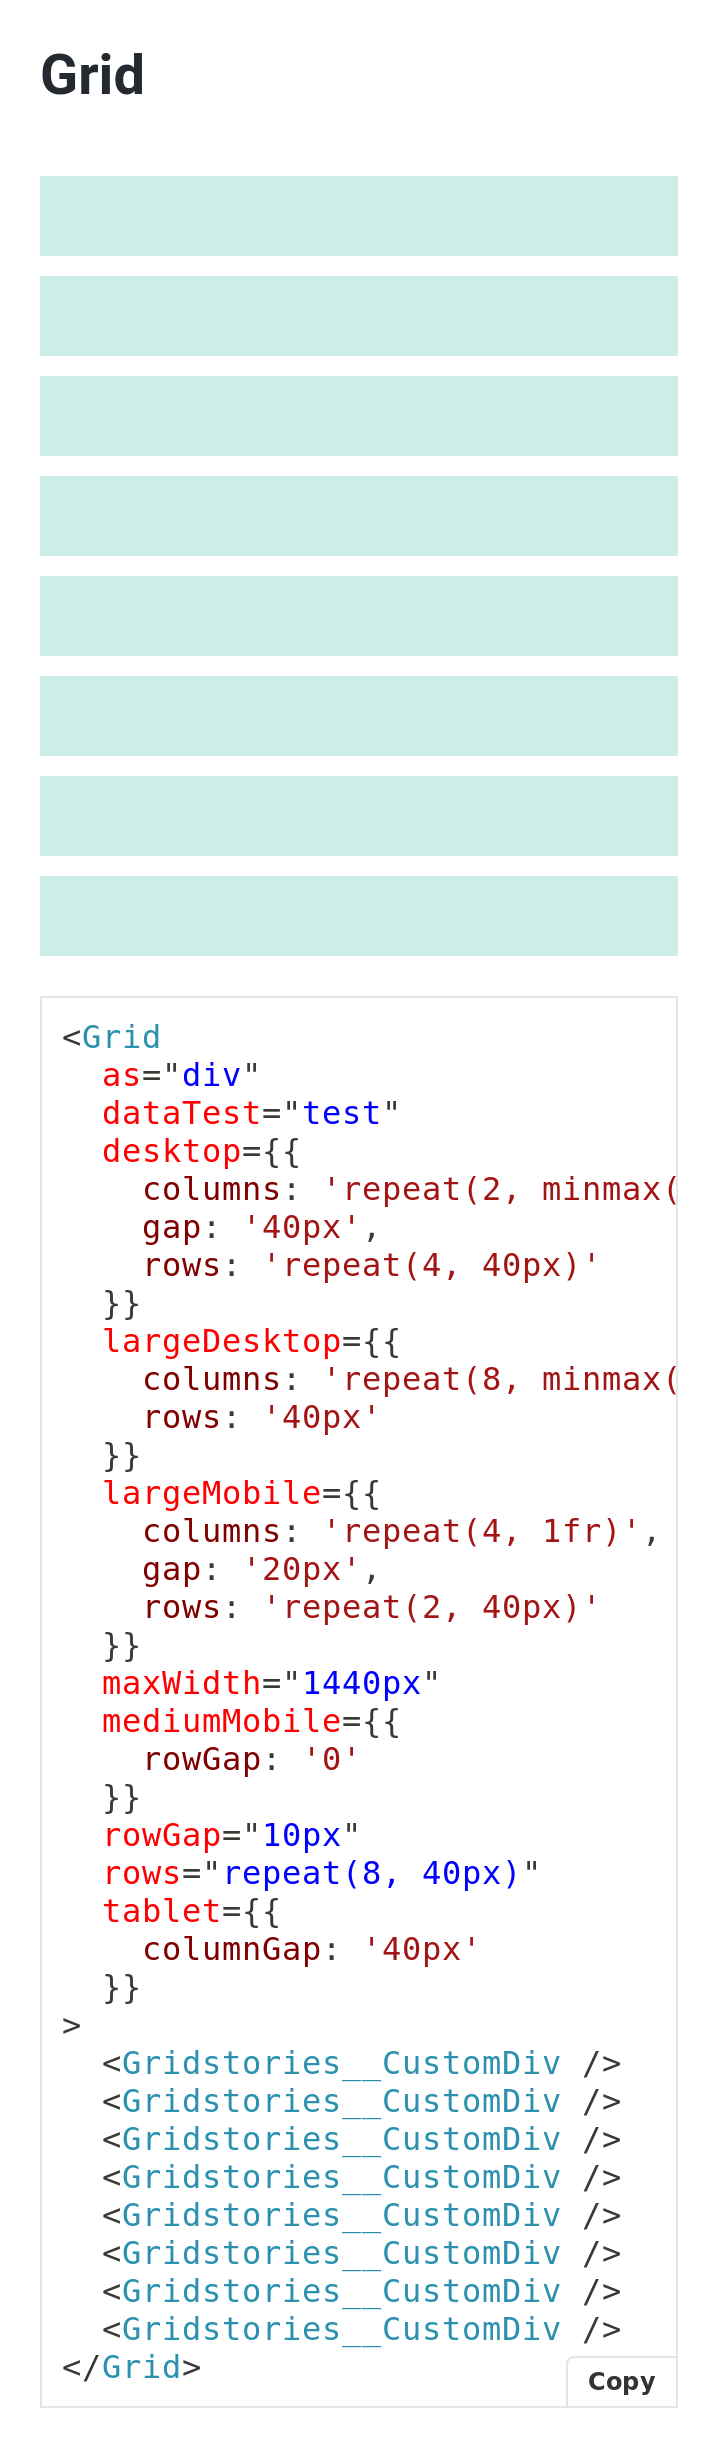 Grid
<Grid
  as="div"
  dataTest="test"
  desktop={{
    columns: 'repeat(2, minmax(
    gap: '40px',
    rows: 'repeat(4, 40px)'
  }}
  largeDesktop={{
    columns: 'repeat(8, minmax(
    rows: '40px'
  }}
  largeMobile={{
    columns: 'repeat(4, 1fr)',
    gap: '20px',
    rows: 'repeat(2, 40px)'
  }}
  maxWidth="1440px"
  mediumMobile={{
    rowGap: '0'
  }}
  rowGap="10px"
  rows="repeat(8, 40px)"
  tablet={{
    columnGap: '40px'
  }}
>
  <Gridstories__CustomDiv />
  <Gridstories__CustomDiv />
  <Gridstories__CustomDiv />
  <Gridstories__CustomDiv />
  <Gridstories__CustomDiv />
  <Gridstories__CustomDiv />
  <Gridstories__CustomDiv />
  <Gridstories__CustomDiv />
</Grid>
Copy